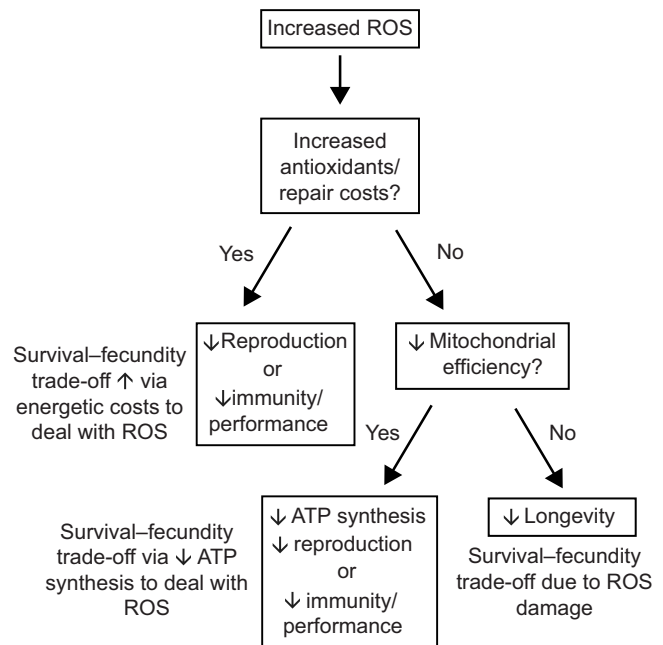 Increased ROS
Increased
antioxidants/
repair costs?
Yes
No
Survival–fecundity
trade-off ↑ via
energetic costs to
deal with ROS
↓Reproduction
or
↓immunity/
performance
↓ Mitochondrial
efficiency?
Yes
No
Survival–fecundity
trade-off via ↓ ATP
synthesis to deal with
ROS
↓ ATP synthesis
↓ reproduction
or
↓ immunity/
performance
↓ Longevity
Survival–fecundity
trade-off due to ROS
damage